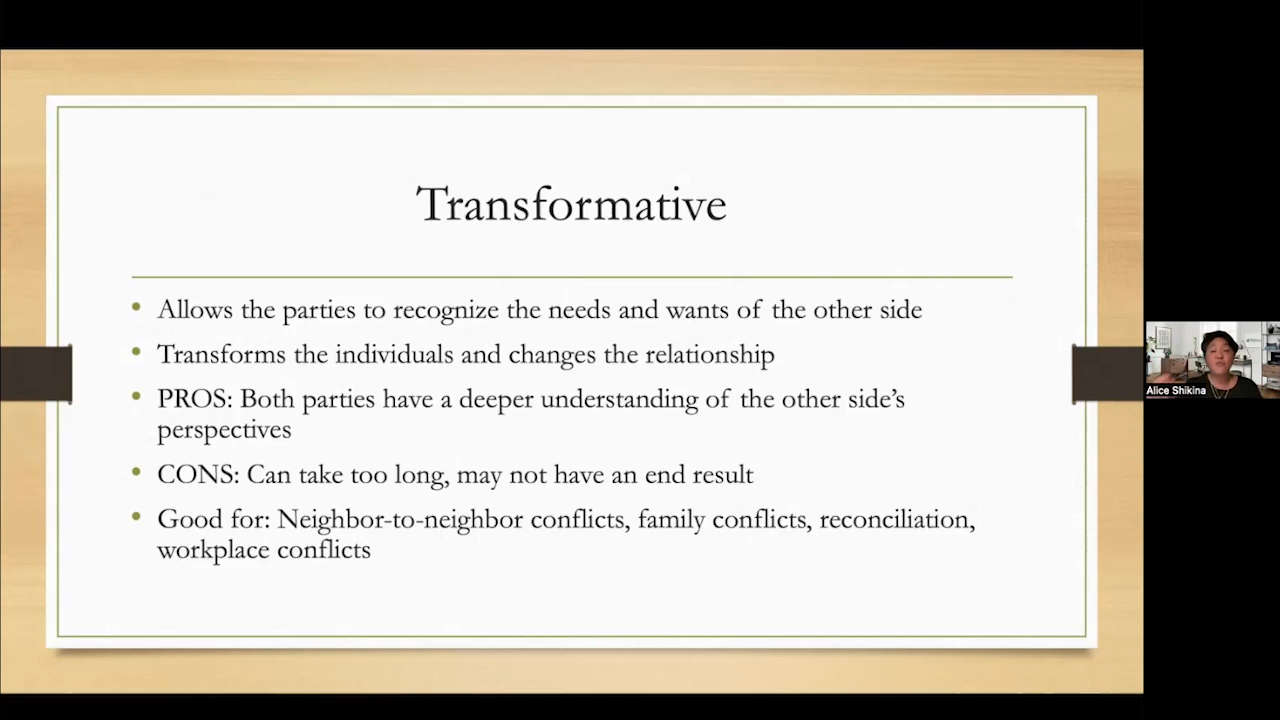 Transformative
• Allows the parties to recognize the needs and wants of the other side
• Transforms the individuals and changes the relationship
• PROS: Both parties have a deeper understanding of the other side’s
perspectives
• CONS: Can take too long, may not have an end result
• Good for: Neighbor-to-neighbor conflicts, family conflicts, reconciliation,
workplace conflicts
Alice Shikina